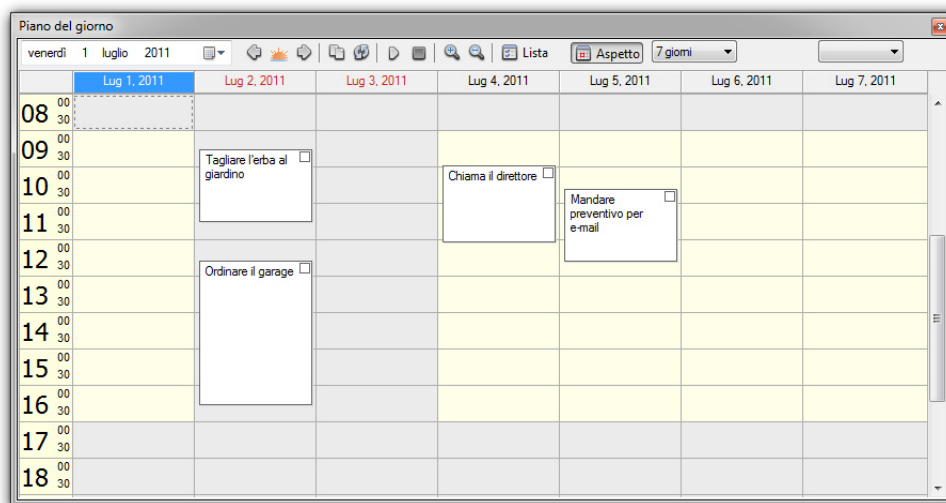 Piano del giorno
venerdì 1 luglio 2011
Lista
Aspetto
7 giorni
Lug 1, 2011 Lug 2, 2011 Lug 3, 2011 Lug 4, 2011 Lug 5, 2011 Lug 6, 2011 Lug 7, 2011
08 00 30
09 00 30
Tagliare l'erba al
giardino
10 00 30
Chiama il direttore
Mandare
preventivo per
e-mail
11 00 30
12 00 30
Ordinare il garage
13 00 30
14 00 30
15 00 30
16 00 30
17 00 30
18 00 30